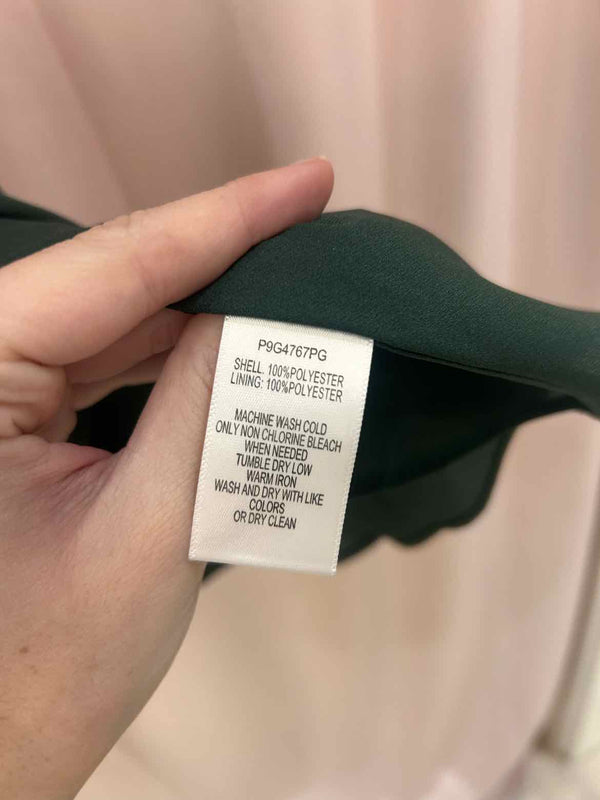 P9G4767PG
SHELL. 100%POLYESTER
LINING: 100%POLYESTER
MACHINE WASH COLD
ONLY NON CHLORINE BLEACH
WHEN NEEDED
TUMBLE DRY LOW
WARM IRON
WASH AND DRY WITH LIKE
COLORS
OR DRY CLEAN